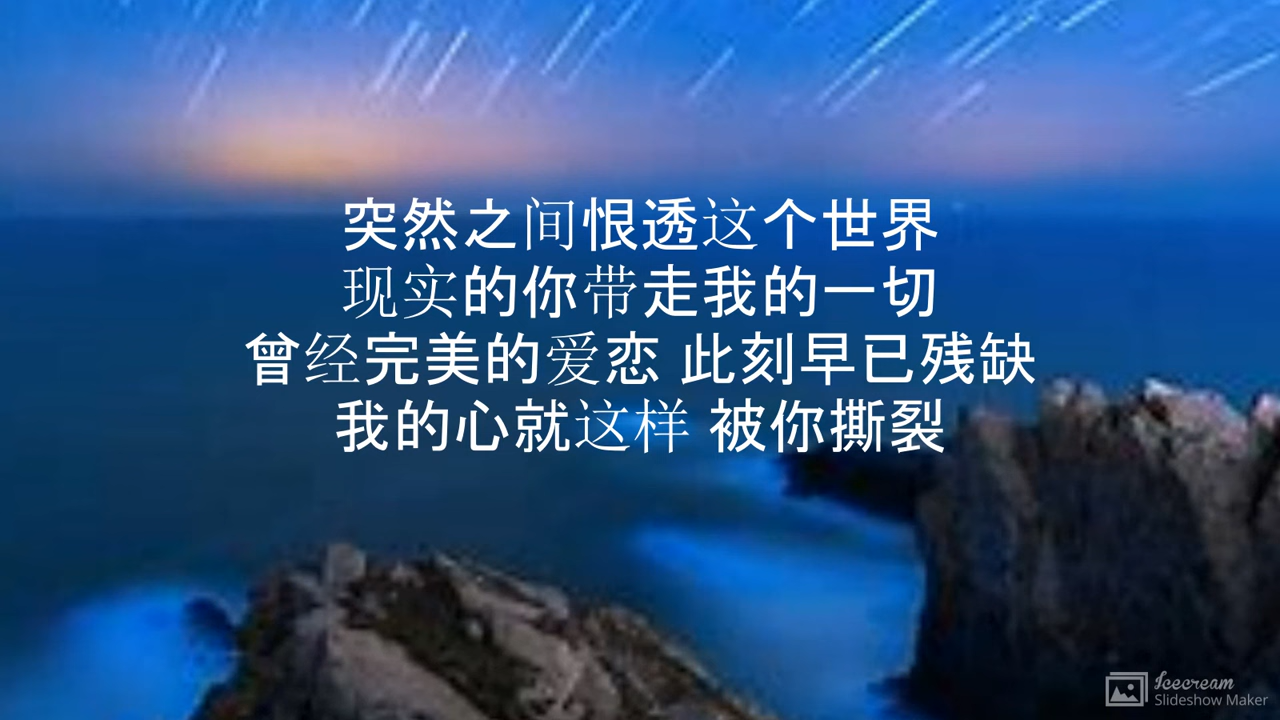 突然之间恨透这个世界
现实的你带走我的一切
曾经完美的爱恋 此刻早已残缺
我的心就这样 被你撕裂
Icecream
Slideshow Maker